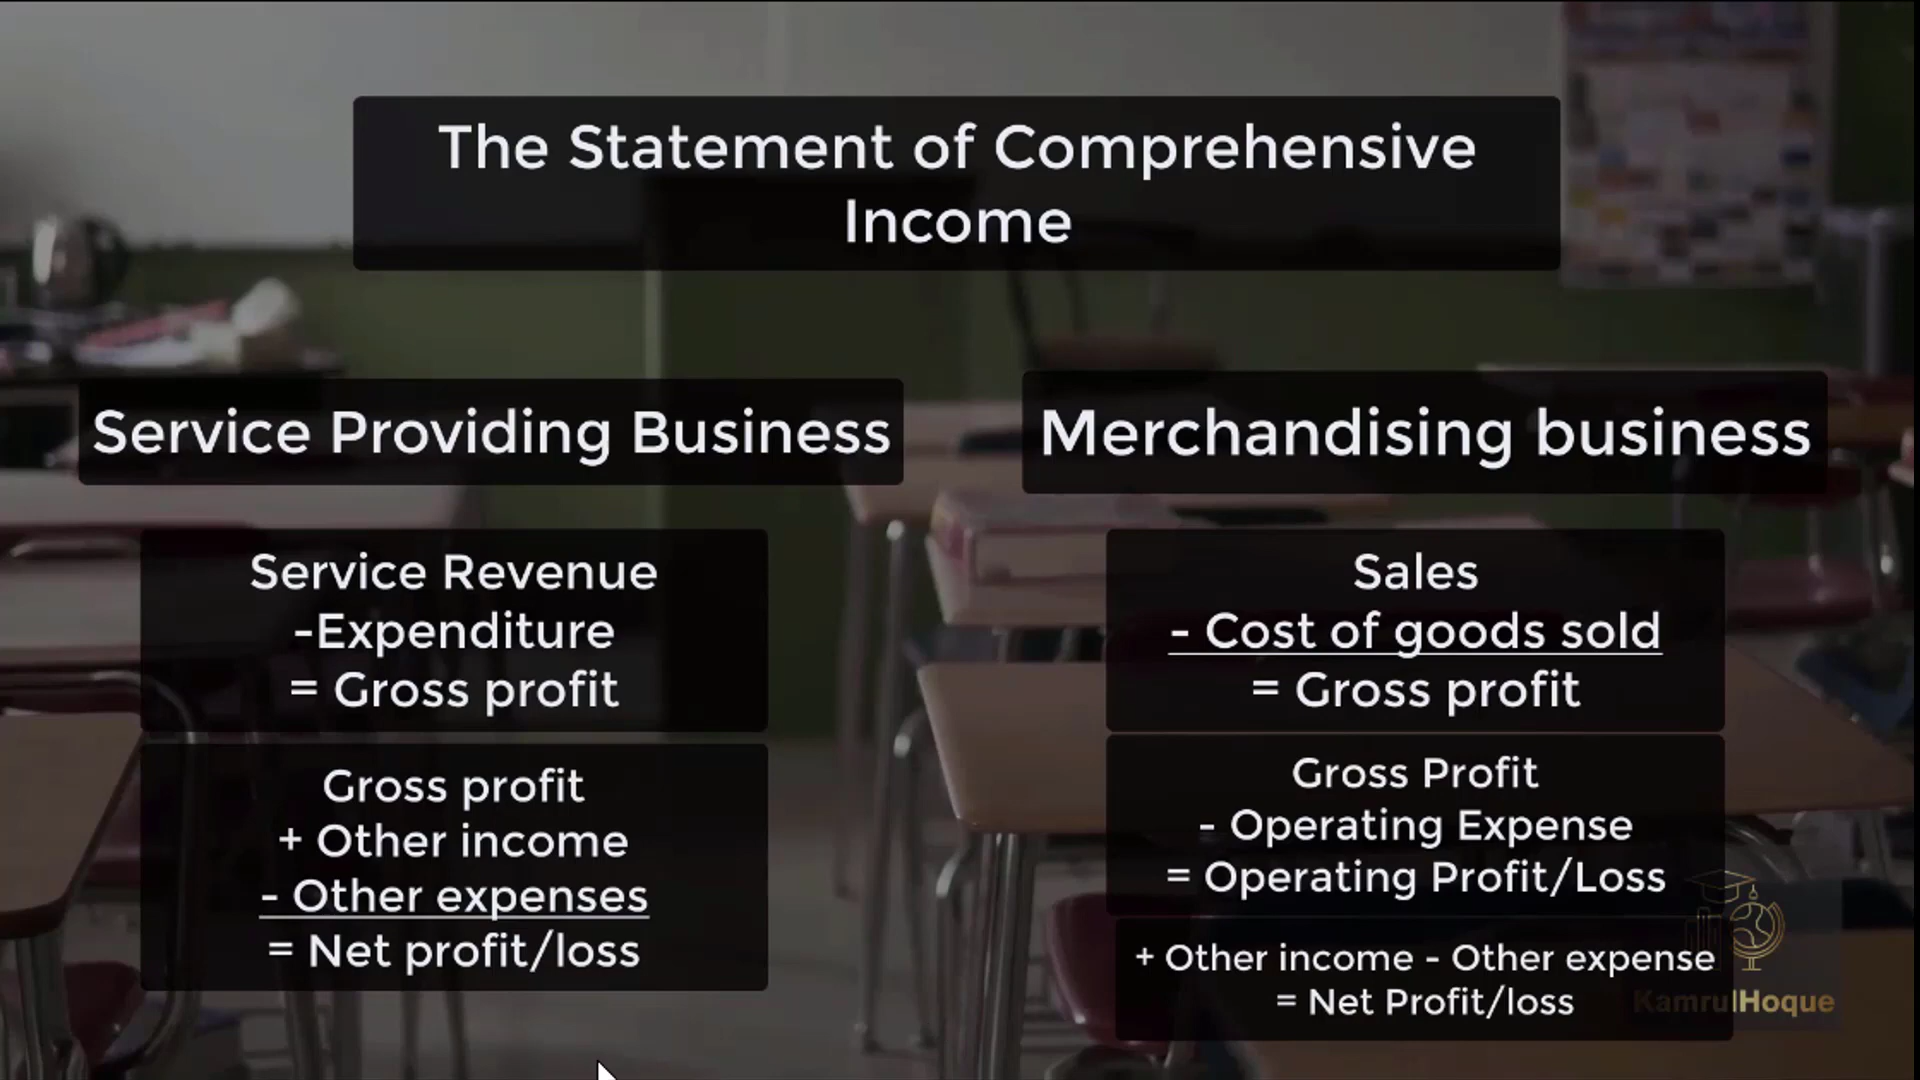 The Statement of Comprehensive
Income
Service Providing Business
Service Revenue
-Expenditure
= Gross profit
Gross profit
+ Other income
- Other expenses
= Net profit/loss
Merchandising business
Sales
- Cost of goods sold
= Gross profit
Gross Profit
- Operating Expense
= Operating Profit/Loss
+ Other income - Other expense
= Net Profit/loss
KamrulHoque